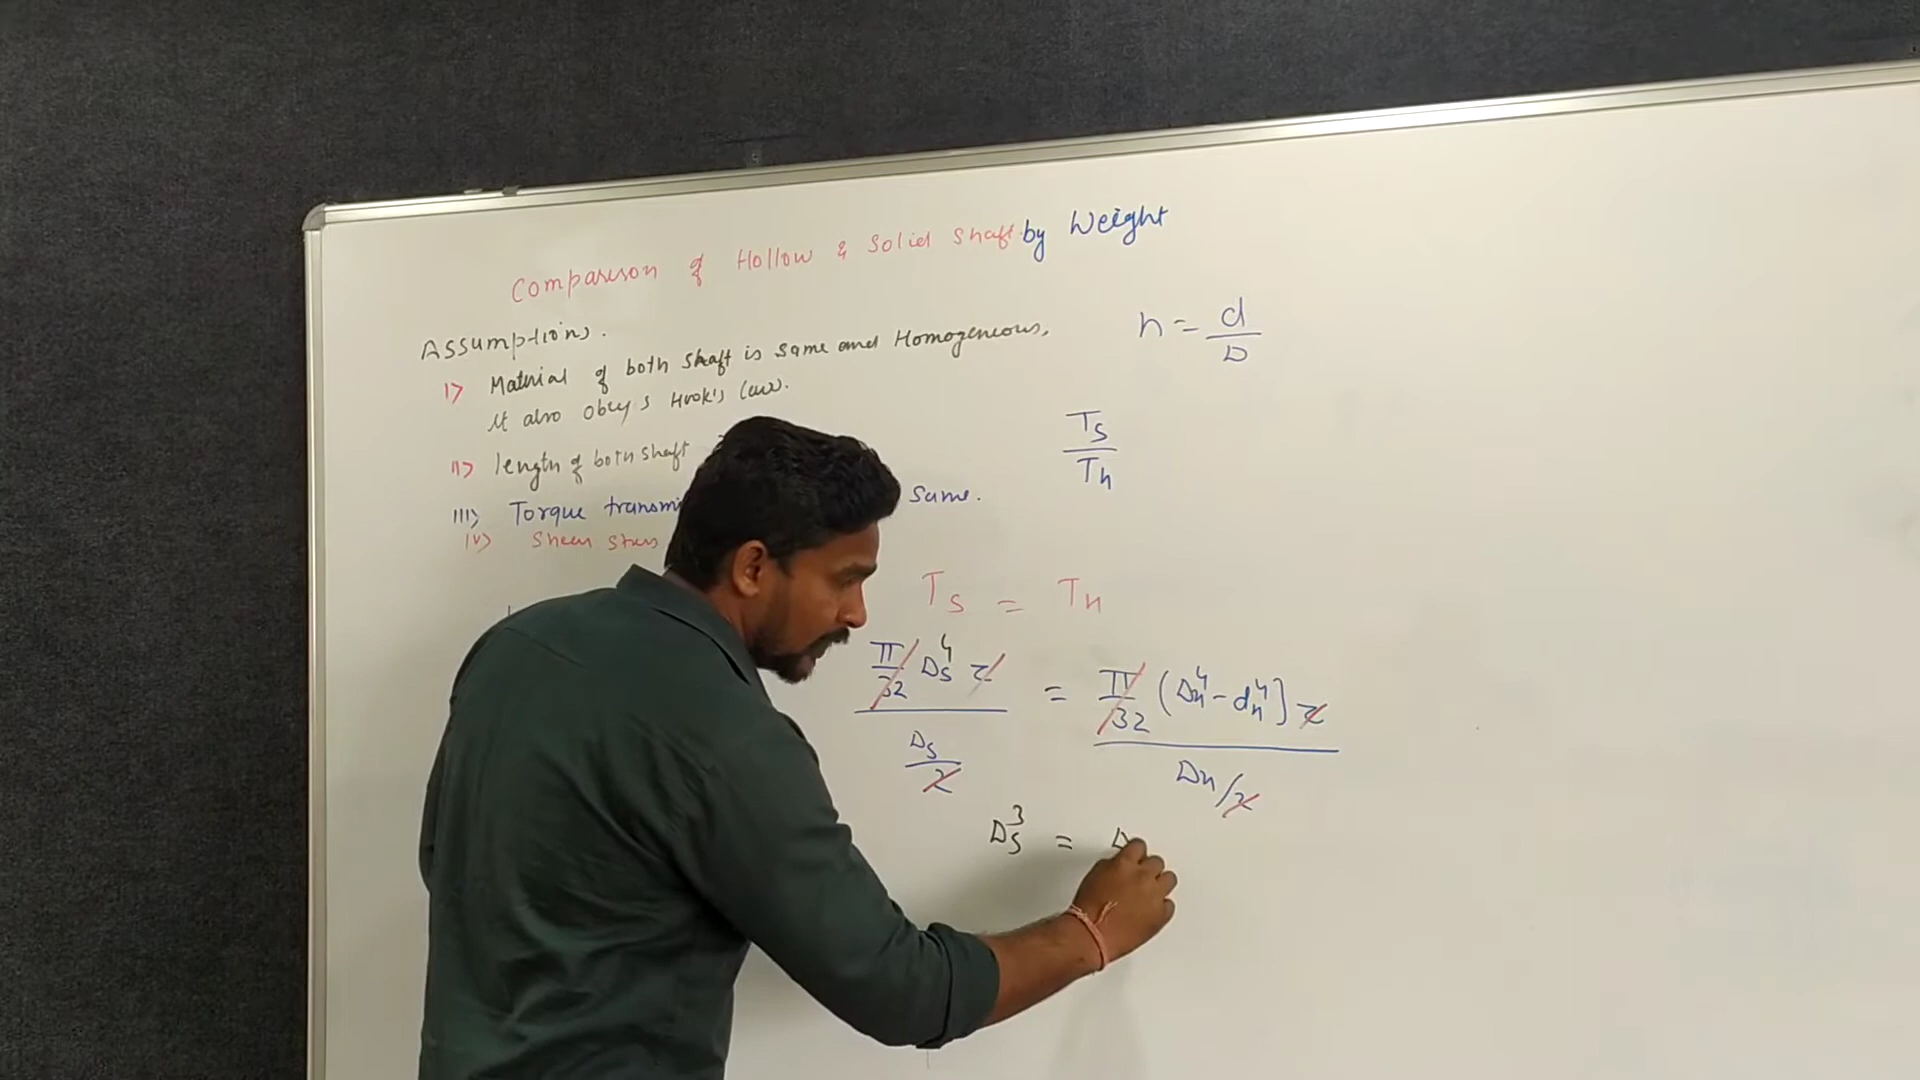 Comparison of Hollow & Solid Shaft by Weight
Assumptions.
n = d/D
I> Material of both shaft is same and Homogeneous.
It also obeys Hook's law.
Ts/Th
II> length of both shaft
III> Torque transmi same.
IV> Shear stress
Ts = Th
π/32 Ds⁴ τ / Ds/2 = π/32 (Dh⁴ - dh⁴) τ / Dh/2
Ds³ = D